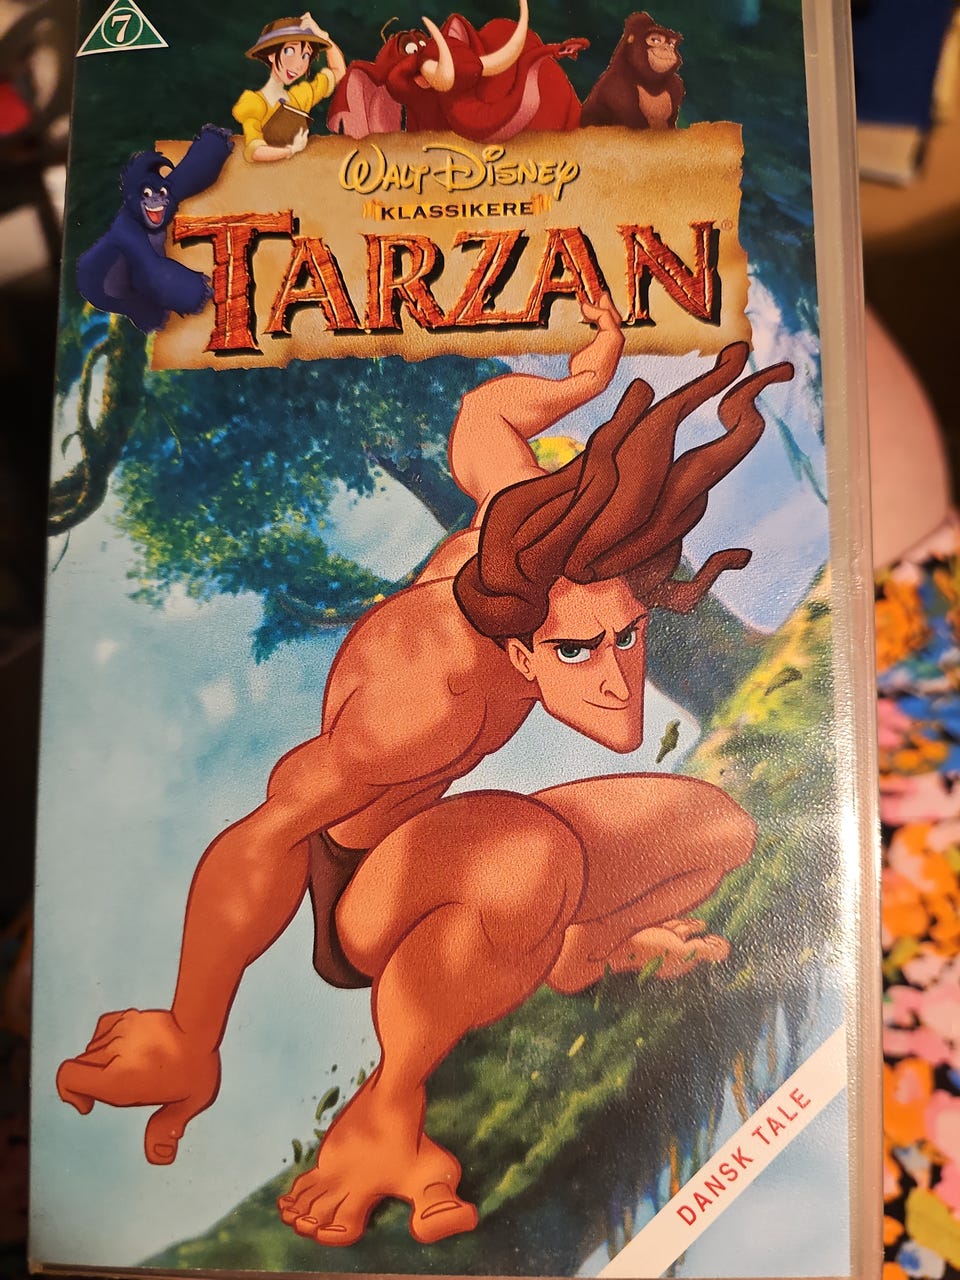 7
WALT DISNEY
KLASSIKERE
TARZAN®
DANSK TALE